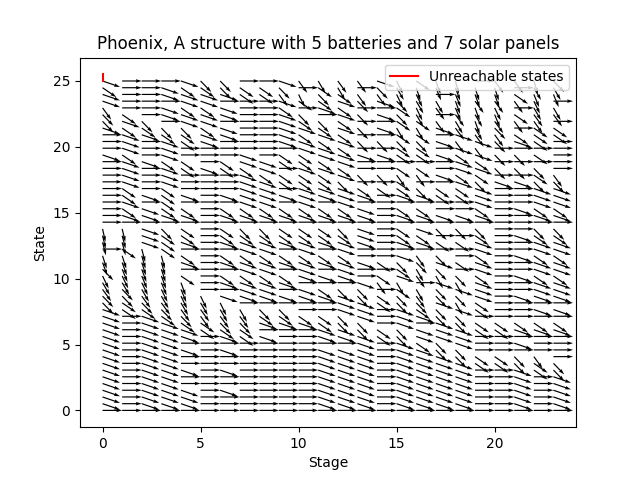 Phoenix, A structure with 5 batteries and 7 solar panels
Unreachable states
25
20
15
10
5
0
State
0 5 10 15 20
Stage